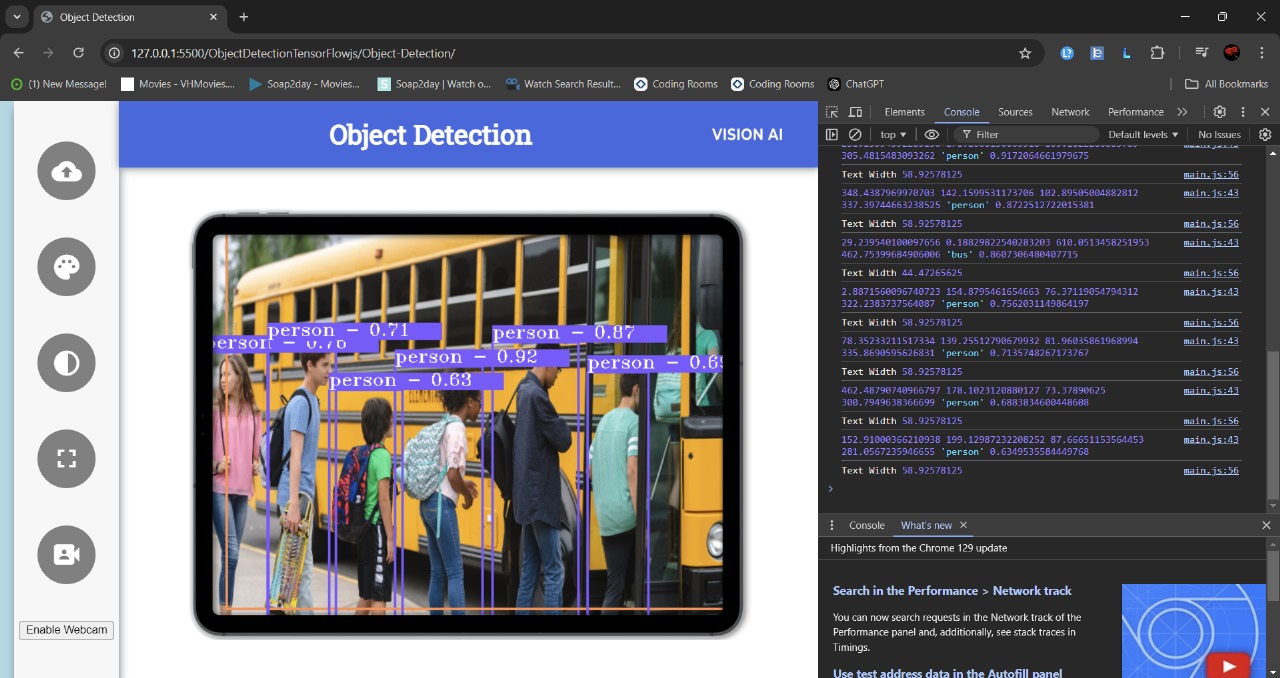 Object Detection
127.0.0.1:5500/ObjectDetectionTensorFlowjs/Object-Detection/
(1) New Message!
Movies - VHMovies....
Soap2day - Movies...
Soap2day | Watch o...
Watch Search Result...
Coding Rooms
Coding Rooms
ChatGPT
All Bookmarks
Object Detection
VISION AI
Enable Webcam
person - 0.71
person - 0.76
person - 0.87
person - 0.92
person - 0.6
person - 0.63
Elements
Console
Sources
Network
Performance
top
Filter
Default levels
No Issues
305.4815483093262 'person' 0.9172064661979675
Text Width 58.92578125 main.js:56
348.4387969970703 142.1599531173706 102.89505004882812 main.js:43
337.39744663238525 'person' 0.8722512722015381
Text Width 58.92578125 main.js:56
29.239540100097656 0.18829822540283203 610.0513458251953 main.js:43
462.75399684906006 'bus' 0.8607306480407715
Text Width 44.47265625 main.js:56
2.8871560096740723 154.8795461654663 76.37119054794312 main.js:43
322.2383737564087 'person' 0.7562031149864197
Text Width 58.92578125 main.js:56
78.35233211517334 139.25512790679932 81.96035861968994 main.js:43
335.8690595626831 'person' 0.7135748267173767
Text Width 58.92578125 main.js:56
462.48790740966797 178.1023120880127 73.37890625 main.js:43
300.7949638366699 'person' 0.6883834600448608
Text Width 58.92578125 main.js:56
152.91000366210938 199.12987232208252 87.66651153564453 main.js:43
281.0567235946655 'person' 0.6349535584449768
Text Width 58.92578125 main.js:56
Console
What's new
Highlights from the Chrome 129 update
Search in the Performance > Network track
You can now search requests in the Network track of the
Performance panel and, additionally, see stack traces in
Timings.
Use test address data in the Autofill panel